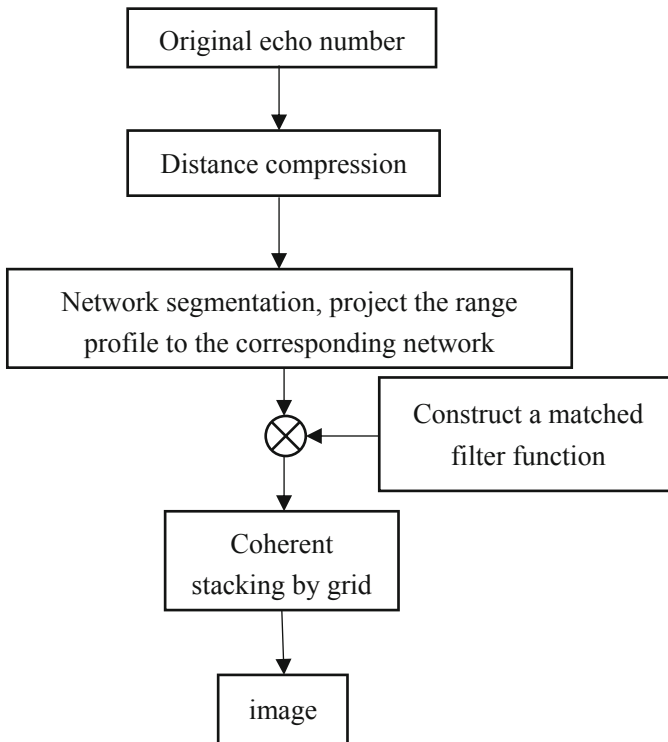 Original echo number
Distance compression
Network segmentation, project the range
profile to the corresponding network
Construct a matched
filter function
Coherent
stacking by grid
image